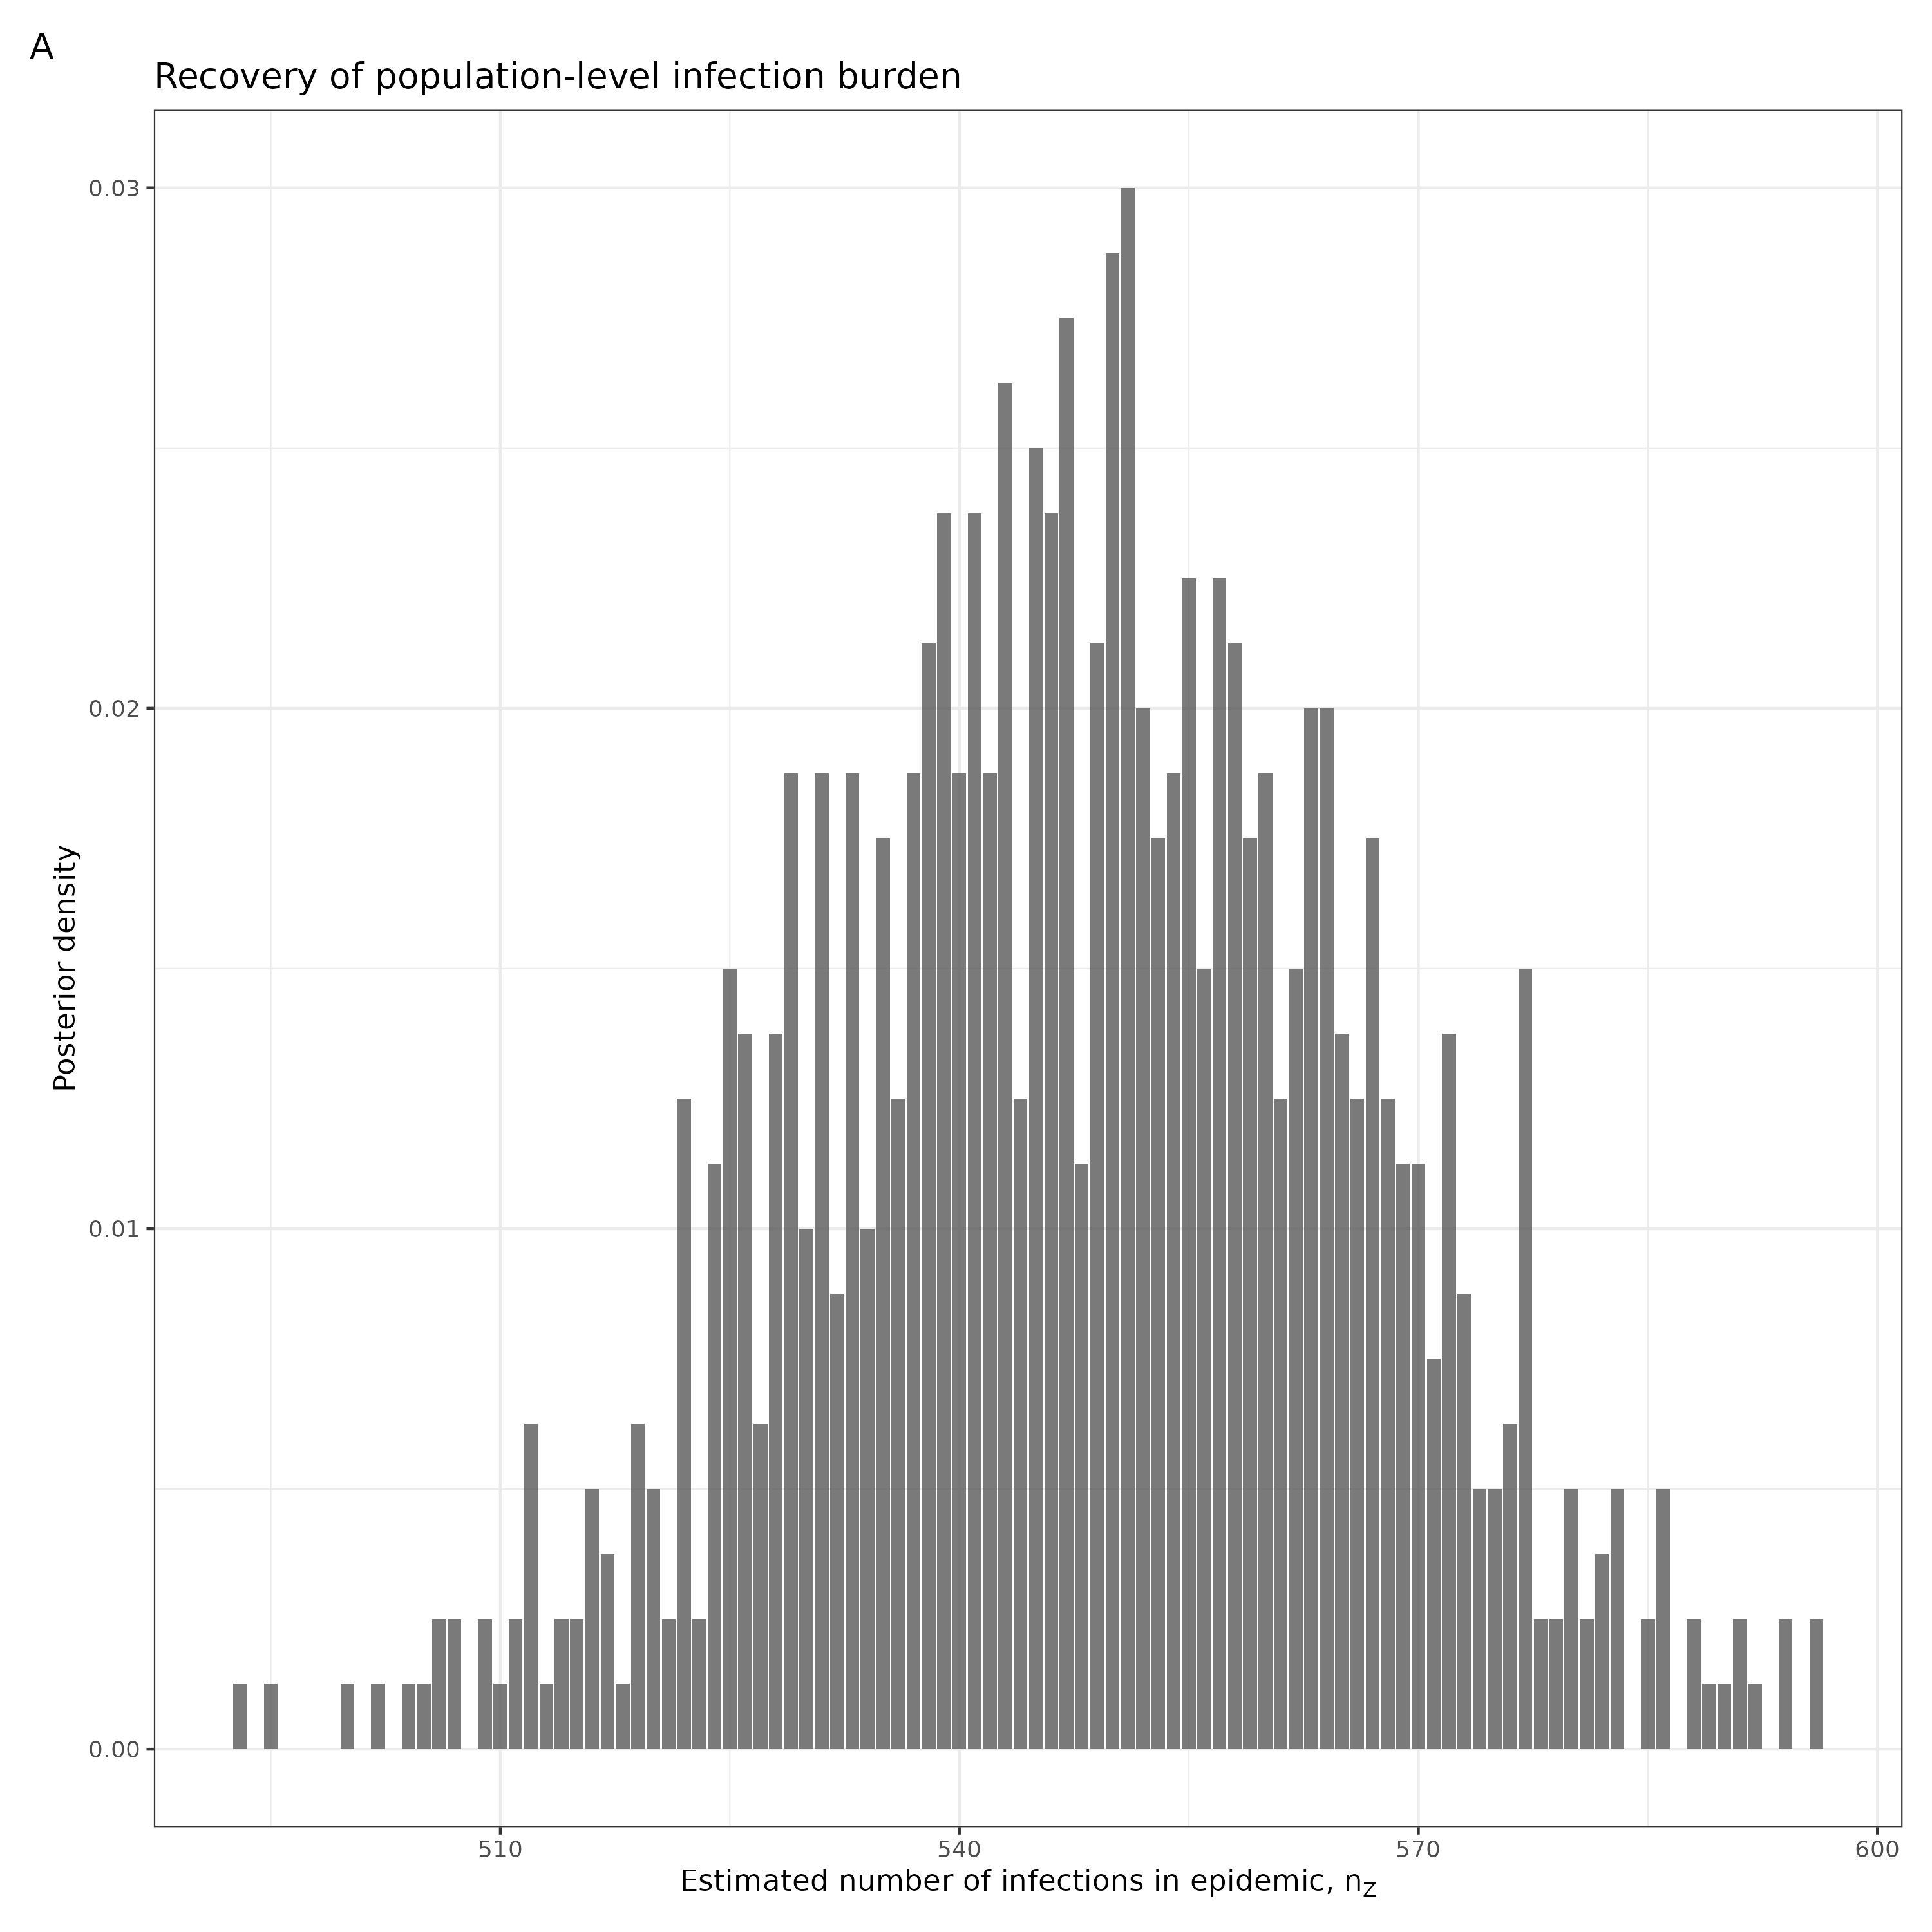 A
Recovery of population-level infection burden
0.03
0.02
0.01
0.00
Posterior density
510 540 570 600
Estimated number of infections in epidemic, nZ